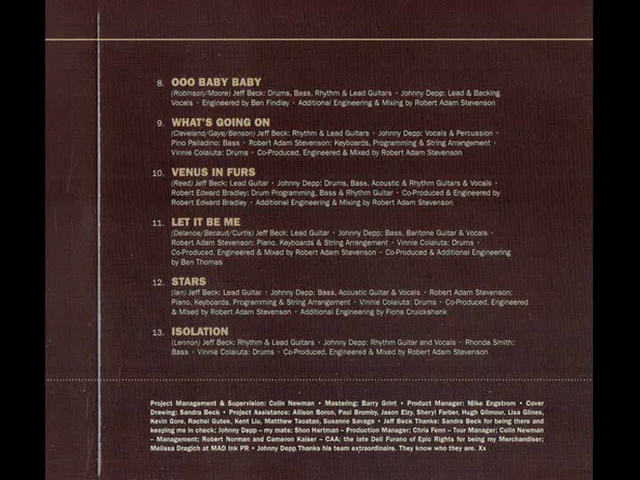 8. OOO BABY BABY
(Robinson/Moore) Jeff Beck: Drums, Bass, Rhythm & Lead Guitars · Johnny Depp: Lead & Backing
Vocals · Engineered by Ben Findlay · Additional Engineering & Mixing by Robert Adam Stevenson
9. WHAT'S GOING ON
(Cleveland/Gaye/Benson) Jeff Beck: Rhythm & Lead Guitars · Johnny Depp: Vocals & Percussion ·
Pino Palladino: Bass · Robert Adam Stevenson: Keyboards, Programming & String Arrangement ·
Vinnie Colaiuta: Drums · Co-Produced, Engineered & Mixed by Robert Adam Stevenson
10. VENUS IN FURS
(Reed) Jeff Beck: Lead Guitar · Johnny Depp: Drums, Bass, Acoustic & Rhythm Guitars & Vocals ·
Robert Edward Bradley: Drum Programming, Bass & Rhythm Guitar · Co-Produced & Engineered by
Robert Edward Bradley · Additional Engineering & Mixing by Robert Adam Stevenson
11. LET IT BE ME
(Delanoe/Becaud/Curtis) Jeff Beck: Lead Guitar · Johnny Depp: Bass, Baritone Guitar & Vocals ·
Robert Adam Stevenson: Piano, Keyboards & String Arrangement · Vinnie Colaiuta: Drums ·
Co-Produced, Engineered & Mixed by Robert Adam Stevenson · Co-Produced & Additional Engineering
by Ben Thomas
12. STARS
(Ian) Jeff Beck: Lead Guitar · Johnny Depp: Bass, Acoustic Guitar & Vocals · Robert Adam Stevenson:
Piano, Keyboards, Programming & String Arrangement · Vinnie Colaiuta: Drums · Co-Produced, Engineered
& Mixed by Robert Adam Stevenson · Additional Engineering by Fiona Cruickshank
13. ISOLATION
(Lennon) Jeff Beck: Rhythm & Lead Guitars · Johnny Depp: Rhythm Guitar and Vocals · Rhonda Smith:
Bass · Vinnie Colaiuta: Drums · Co-Produced, Engineered & Mixed by Robert Adam Stevenson
Project Management & Supervision: Colin Newman · Mastering: Barry Grint · Product Manager: Mike Engstrom · Cover
Drawing: Sandra Beck · Project Assistance: Allison Boron, Paul Bromby, Jason Elzy, Sheryl Farber, Hugh Gilmour, Lisa Glines,
Kevin Gore, Rachel Gutek, Kent Liu, Matthew Taoatao, Susanne Savage · Jeff Beck Thanks: Sandra Beck for being there and
keeping me in check; Johnny Depp – my mate; Shon Hartman – Production Manager; Chris Fenn – Tour Manager; Colin Newman
– Management; Robert Norman and Cameron Kaiser – CAA; the late Dell Furano of Epic Rights for being my Merchandiser;
Melissa Dragich at MAD Ink PR · Johnny Depp Thanks his team extraordinaire. They know who they are. Xx